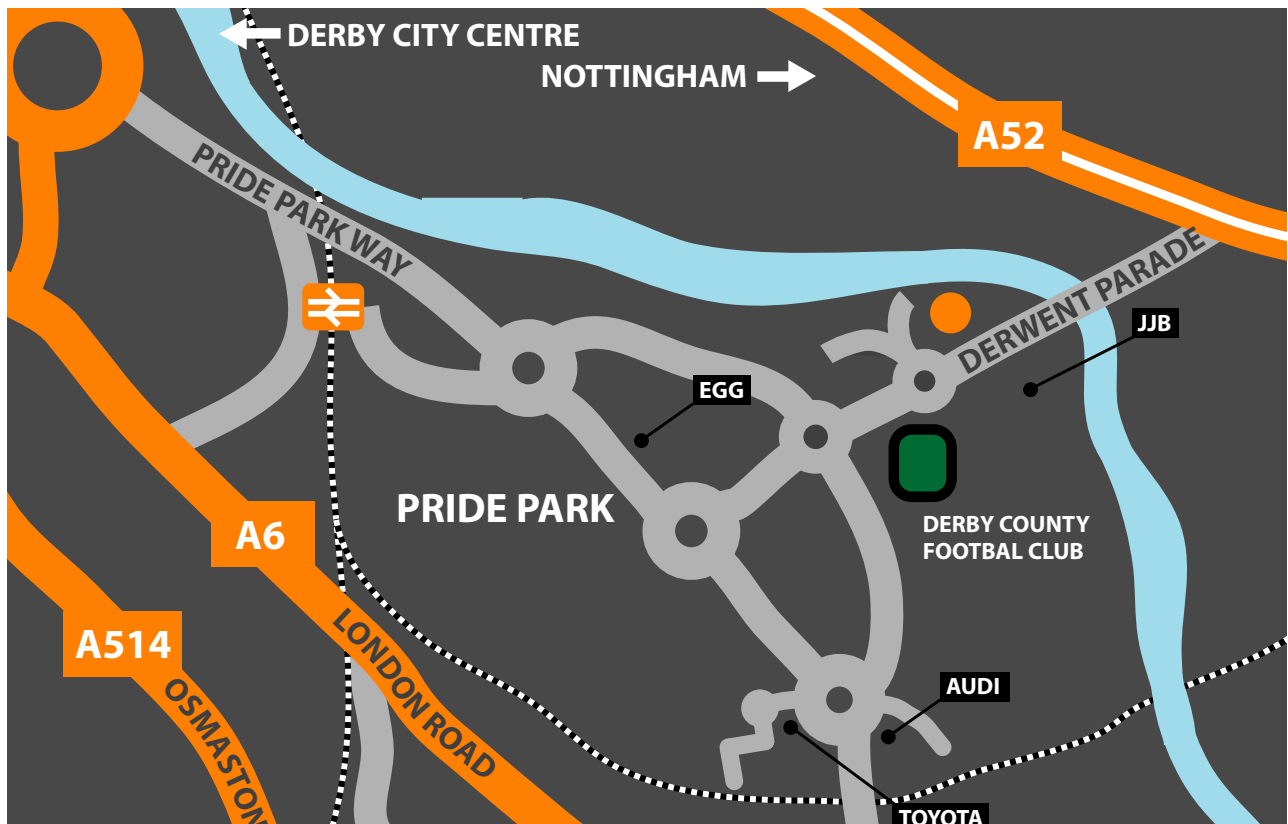 DERBY CITY CENTRE
NOTTINGHAM
A52
PRIDE PARK WAY
DERWENT PARADE
JJB
EGG
PRIDE PARK
A6
DERBY COUNTY
FOOTBAL CLUB
A514
LONDON ROAD
OSMASTON
AUDI
TOYOTA